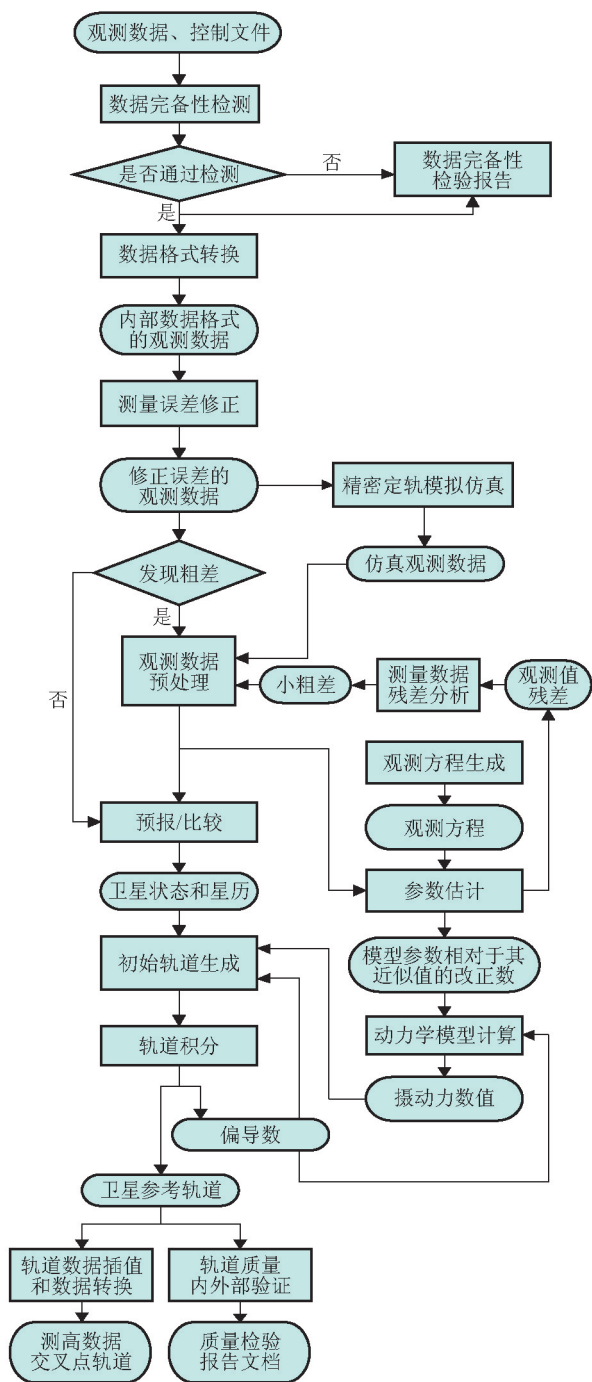 观测数据、控制文件
数据完备性检测
是否通过检测
否
数据完备性
检验报告
是
数据格式转换
内部数据格式
的观测数据
测量误差修正
修正误差的
观测数据
精密定轨模拟仿真
发现粗差
仿真观测数据
是
观测数据
预处理
小粗差
测量数据
残差分析
观测值
残差
否
观测方程生成
预报/比较
观测方程
卫星状态和星历
参数估计
初始轨道生成
模型参数相对于其
近似值的改正数
轨道积分
动力学模型计算
摄动力数值
偏导数
卫星参考轨道
轨道数据插值
和数据转换
轨道质量
内外部验证
测高数据
交叉点轨道
质量检验
报告文档